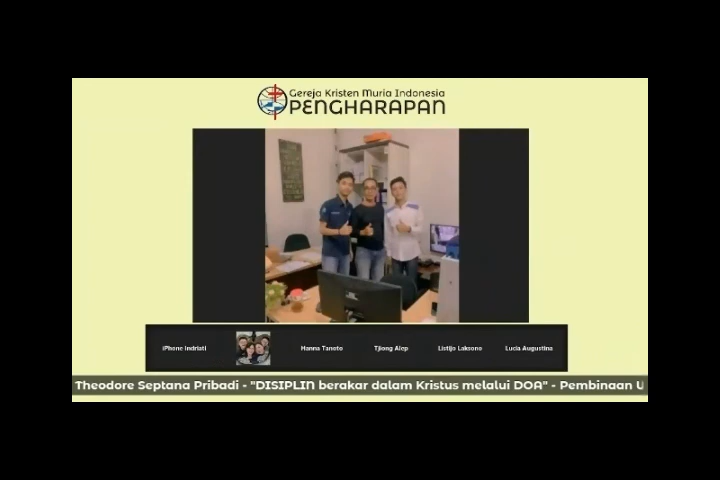 Gereja Kristen Muria Indonesia
PENGHARAPAN
iPhone Indriati
Hanna Tanoto
Tjiong Alep
Listijo Laksono
Lucia Augustina
Theodore Septana Pribadi - "DISIPLIN berakar dalam Kristus melalui DOA" - Pembinaan U